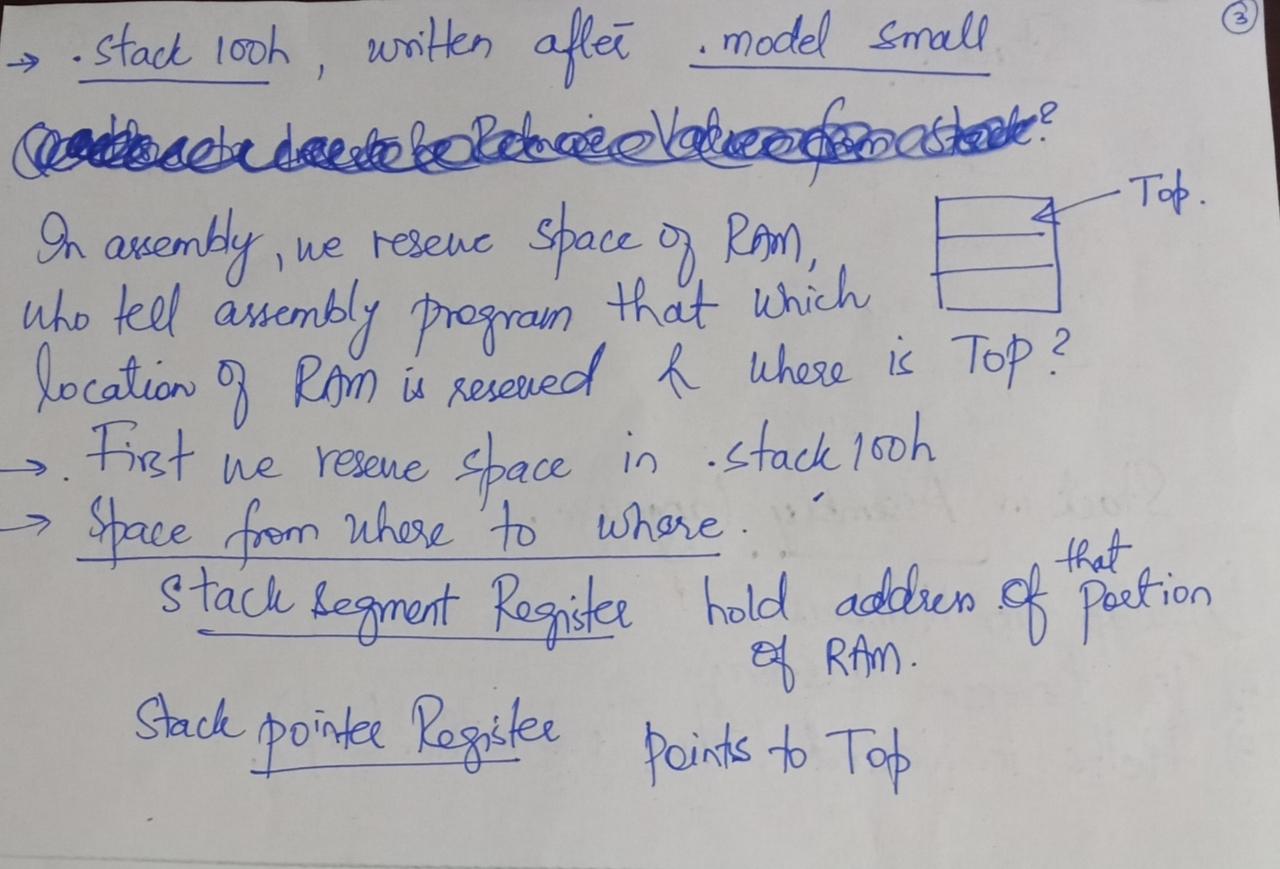 3
→ .stack 100h, written after .model small
?
In assembly, we reserve space of RAM,
Top.
who tell assembly program that which
location of RAM is reserved & where is Top?
→. First we reserve space in .stack 100h
→ Space from where to where.
Stack Segment Register hold address of that Portion
of RAM.
Stack pointer Register Points to Top